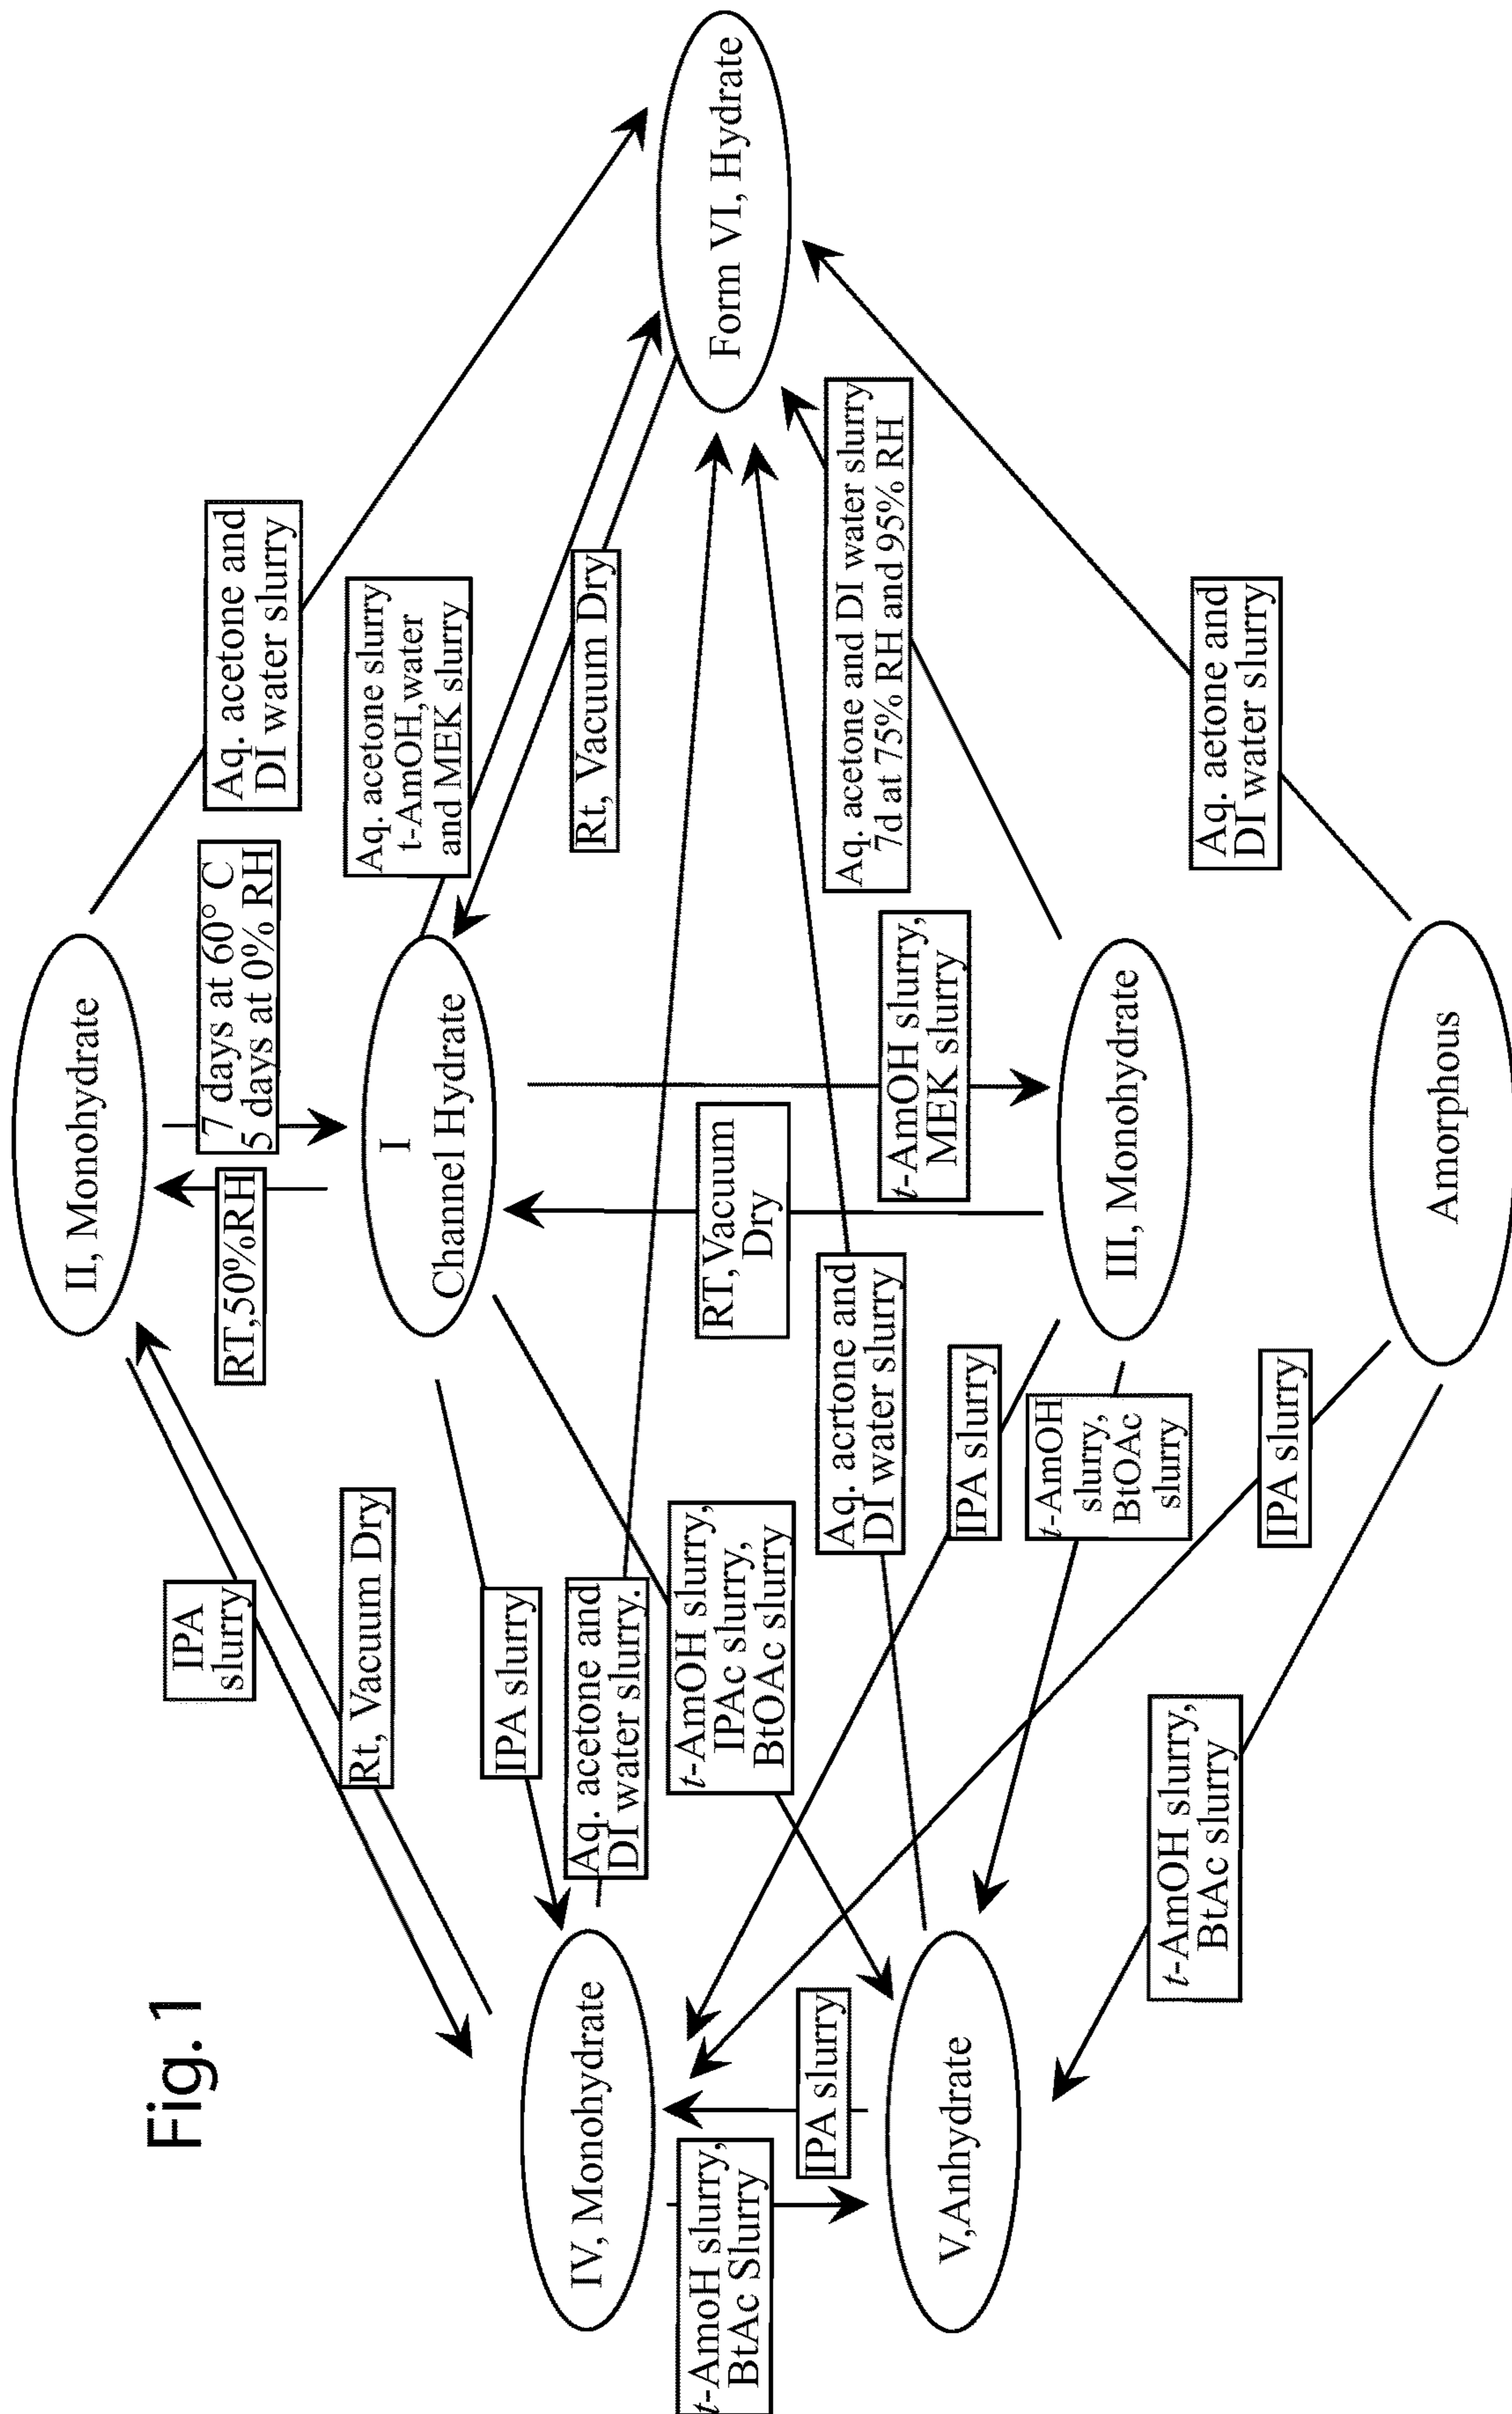 Fig. 1
II, Monohydrate
Aq. acetone and
DI water slurry
7 days at 60° C
5 days at 0% RH
RT,50%RH
IPA
slurry
Rt, Vacuum Dry
I
Channel Hydrate
Aq. acetone slurry
t-AmOH,water
and MEK slurry
Rt, Vacuum Dry
Form VI, Hydrate
IPA slurry
Aq. acetone and
DI water slurry.
IV, Monohydrate
t-AmOH slurry,
IPAc slurry,
BtOAc slurry
RT,Vacuum
Dry
t-AmOH slurry,
MEK slurry
Aq. acetone and DI water slurry
7d at 75% RH and 95% RH
Aq. acrtone and
DI water slurry
t-AmoH slurry,
BtAc Slurry
IPA slurry
V,Anhydrate
IPA slurry
t-AmOH
slurry,
BtOAc
slurry
III, Monohydrate
Aq. aetone and
DI water slurry
IPA slurry
t-AmOH slurry,
BtAc slurry
Amorphous